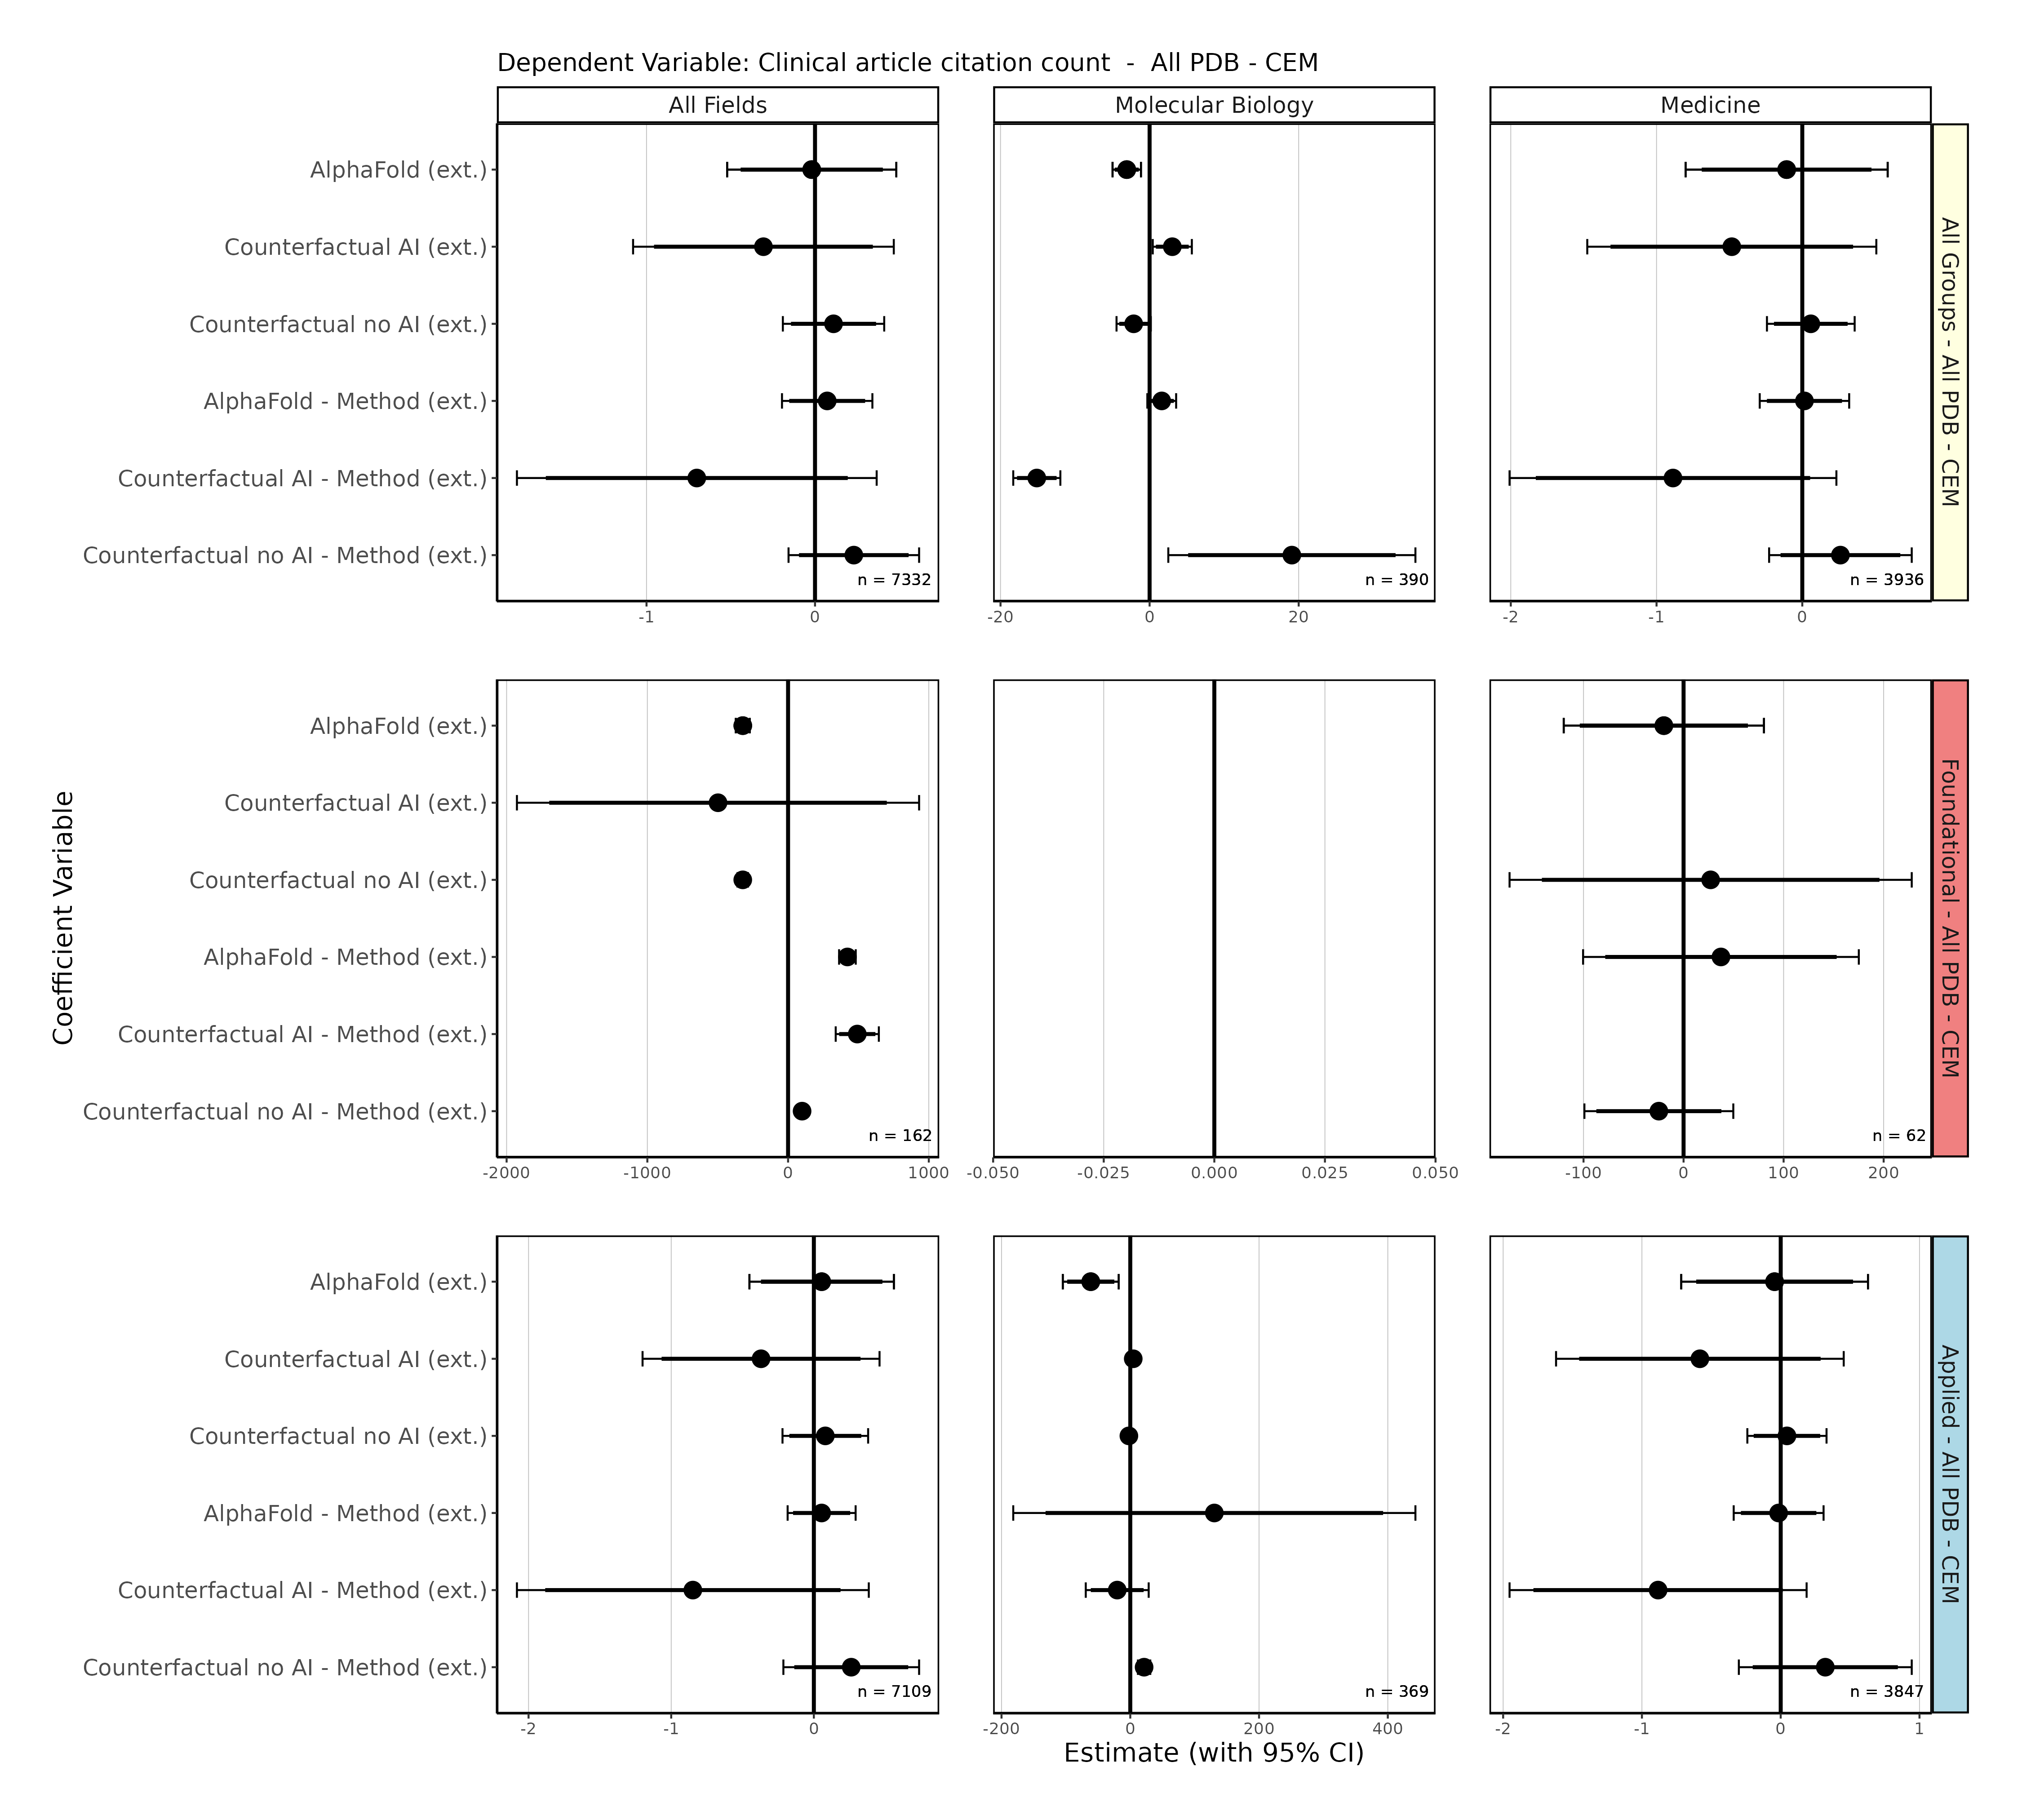 Dependent Variable: Clinical article citation count  -  All PDB - CEM
All Fields
Molecular Biology
Medicine
AlphaFold (ext.)
Counterfactual AI (ext.)
Counterfactual no AI (ext.)
AlphaFold - Method (ext.)
Counterfactual AI - Method (ext.)
Counterfactual no AI - Method (ext.)
n = 7332
n = 390
n = 3936
All Groups - All PDB - CEM
-1 0
-20 0 20
-2 -1 0
Coefficient Variable
AlphaFold (ext.)
Counterfactual AI (ext.)
Counterfactual no AI (ext.)
AlphaFold - Method (ext.)
Counterfactual AI - Method (ext.)
Counterfactual no AI - Method (ext.)
n = 162
n = 62
Foundational - All PDB - CEM
-2000 -1000 0 1000
-0.050 -0.025 0.000 0.025 0.050
-100 0 100 200
AlphaFold (ext.)
Counterfactual AI (ext.)
Counterfactual no AI (ext.)
AlphaFold - Method (ext.)
Counterfactual AI - Method (ext.)
Counterfactual no AI - Method (ext.)
n = 7109
n = 369
n = 3847
Applied - All PDB - CEM
-2 -1 0
-200 0 200 400
-2 -1 0 1
Estimate (with 95% CI)